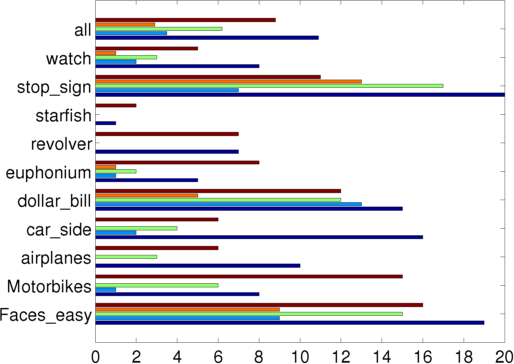 all
watch
stop_sign
starfish
revolver
euphonium
dollar_bill
car_side
airplanes
Motorbikes
Faces_easy
0 2 4 6 8 10 12 14 16 18 20